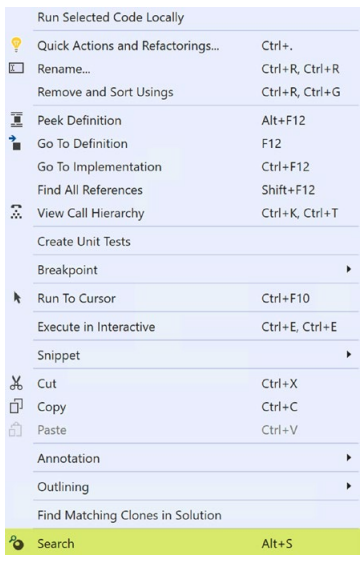 Run Selected Code Locally
Quick Actions and Refactorings... Ctrl+.
Rename... Ctrl+R, Ctrl+R
Remove and Sort Usings Ctrl+R, Ctrl+G
Peek Definition Alt+F12
Go To Definition F12
Go To Implementation Ctrl+F12
Find All References Shift+F12
View Call Hierarchy Ctrl+K, Ctrl+T
Create Unit Tests
Breakpoint
Run To Cursor Ctrl+F10
Execute in Interactive Ctrl+E, Ctrl+E
Snippet
Cut Ctrl+X
Copy Ctrl+C
Paste Ctrl+V
Annotation
Outlining
Find Matching Clones in Solution
Search Alt+S